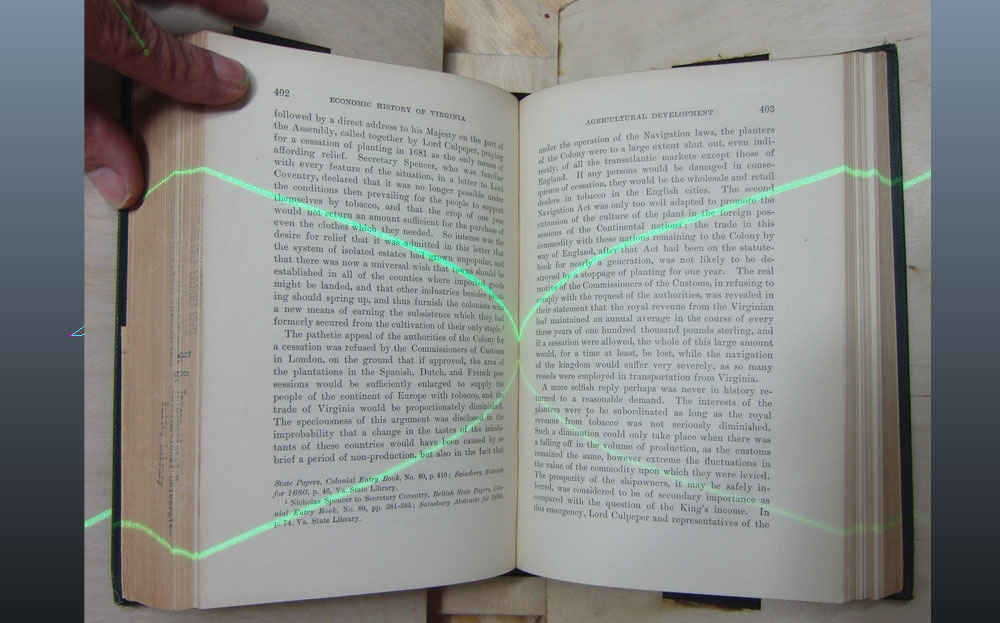 402
ECONOMIC HISTORY OF VIRGINIA
followed by a direct address to his Majesty on the part of
the Assembly, called together by Lord Culpeper, praying
for a cessation of planting in 1681 as the only means of
affording relief. Secretary Spencer, who was familiar
with every feature of the situation, in a letter to Lord
Coventry, declared that it was no longer possible under
the conditions then prevailing for the people to support
themselves by tobacco, and that the crop of one year
would not return an amount sufficient for the purchase of
even the clothes which they needed. So intense was the
desire for relief that it was admitted in this letter that
the system of isolated estates had grown unpopular, and
that there was now a universal wish that towns should be
established in all of the counties where imported goods
might be landed, and that other industries besides plant-
ing should spring up, and thus furnish the colonists with
a new means of earning the subsistence which they had
formerly secured from the cultivation of their only staple.¹
The pathetic appeal of the authorities of the Colony for
a cessation was refused by the Commissioners of Customs
in London, on the ground that if approved, the area of
the plantations in the Spanish, Dutch, and French pos-
sessions would be sufficiently enlarged to supply the
people of the continent of Europe with tobacco, and the
trade of Virginia would be proportionately diminished.
The speciousness of this argument was disclosed in the
improbability that a change in the tastes of the inhabi-
tants of these countries would have been caused by so
brief a period of non-production, but also in the fact that
State Papers, Colonial Entry Book, No. 80, p. 410; Sainsbury Abstracts
for 1680, p. 46, Va. State Library.
¹ Nicholas Spencer to Secretary Coventry, British State Papers, Colo-
nial Entry Book, No. 80, pp. 381-385; Sainsbury Abstracts for 1680,
p. 74, Va. State Library.
AGRICULTURAL DEVELOPMENT
403
under the operation of the Navigation laws, the planters
of the Colony were to a large extent shut out, even indi-
rectly, of all the transatlantic markets except those of
England. If any persons would be damaged in conse-
quence of cessation, they would be the wholesale and retail
dealers in tobacco in the English cities. The second
Navigation Act was only too well adapted to promote the
extension of the culture of the plant in the foreign pos-
sessions of the Continental nations; the trade in this
commodity with these nations remaining to the Colony by
way of England, after that Act had been on the statute-
book for nearly a generation, was not likely to be de-
stroyed by a stoppage of planting for one year. The real
motive of the Commissioners of the Customs, in refusing to
comply with the request of the authorities, was revealed in
their statement that the royal revenue from the Virginian
leaf maintained an annual average in the course of every
three years of one hundred thousand pounds sterling, and
if a cessation were allowed, the whole of this large amount
would, for a time at least, be lost, while the navigation
of the kingdom would suffer very severely, as so many
vessels were employed in transportation from Virginia.
A more selfish reply perhaps was never in history re-
turned to a reasonable demand. The interests of the
planters were to be subordinated as long as the royal
revenue from tobacco was not seriously diminished.
Such a diminution could only take place when there was
a falling off in the volume of production, as the customs
remained the same, however extreme the fluctuations in
the value of the commodity upon which they were levied.
The prosperity of the shipowners, it may be safely in-
ferred, was considered to be of secondary importance as
compared with the question of the King's income. In
this emergency, Lord Culpeper and representatives of the